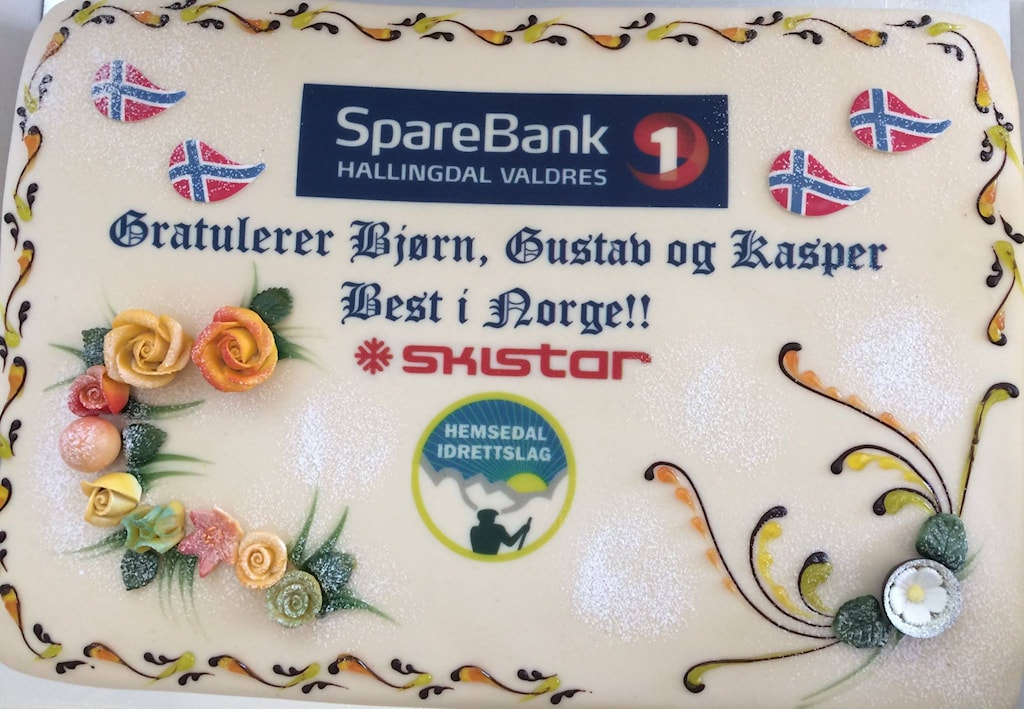 SpareBank 1
HALLINGDAL VALDRES
Gratulerer Bjørn, Gustav og Kasper
Best i Norge!!
SKISTAR
HEMSEDAL
IDRETTSLAG